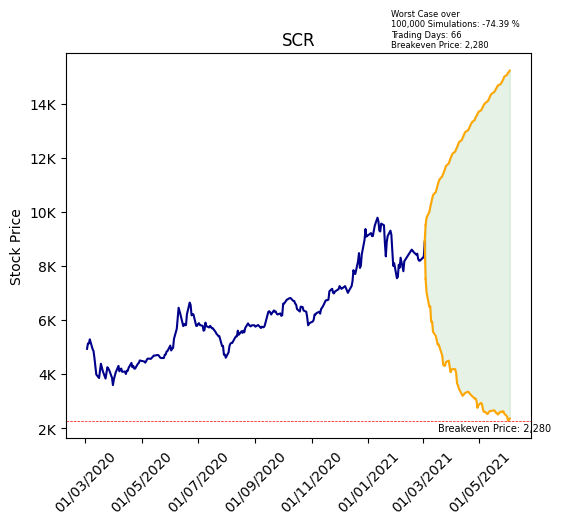 Worst Case over
100,000 Simulations: -74.39 %
Trading Days: 66
Breakeven Price: 2,280
SCR
Stock Price
14K
12K
10K
8K
6K
4K
2K
Breakeven Price: 2,280
01/03/2020
01/05/2020
01/07/2020
01/09/2020
01/11/2020
01/01/2021
01/03/2021
01/05/2021